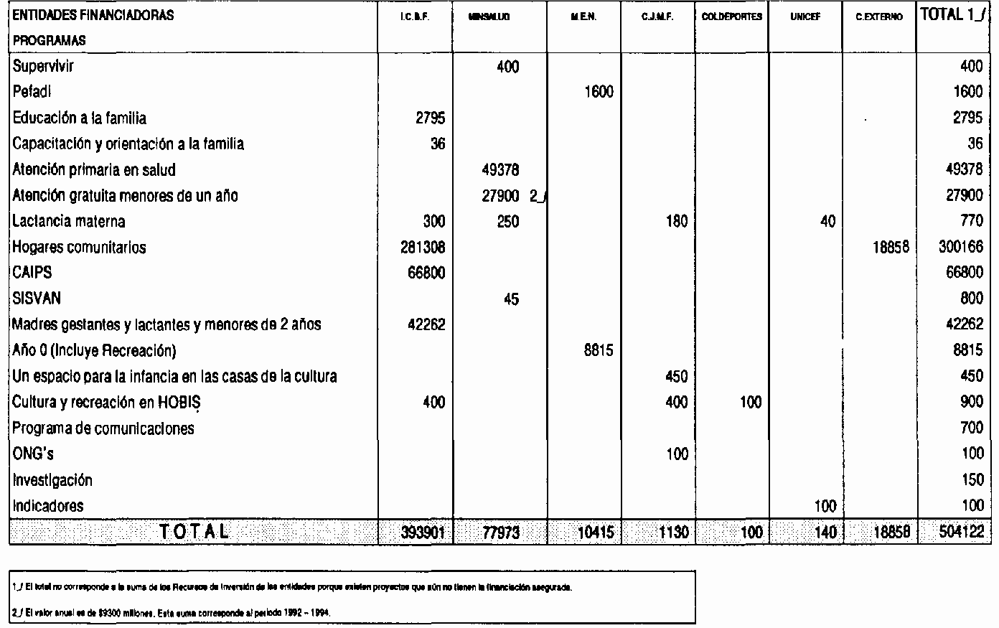 ENTIDADES FINANCIADORAS I.C.B.F. MINSALUD M.E.N. C.J.M.F. COLDEPORTES UNICEF C.EXTERNO TOTAL 1_/
PROGRAMAS
Supervivir 400 400
Pefadi 1600 1600
Educación a la familia 2795 2795
Capacitación y orientación a la familia 36 36
Atención primaria en salud 49378 49378
Atención gratuita menores de un año 27900 2_/ 27900
Lactancia materna 300 250 180 40 770
Hogares comunitarios 281308 18858 300166
CAIPS 66800 66800
SISVAN 45 800
Madres gestantes y lactantes y menores de 2 años 42262 42262
Año 0 (Incluye Recreación) 8815 8815
Un espacio para la infancia en las casas de la cultura 450 450
Cultura y recreación en HOBIS 400 400 100 900
Programa de comunicaciones 700
ONG's 100 100
Investigación 150
Indicadores 100 100
TOTAL 393901 77973 10415 1130 100 140 18858 504122
1_/ El total no corresponde a la suma de los Recursos de Inversión de las entidades porque existen proyectos que aún no tienen la financiación asegurada.
2_/ El valor anual es de $9300 millones. Esta suma corresponde al período 1992 – 1994.